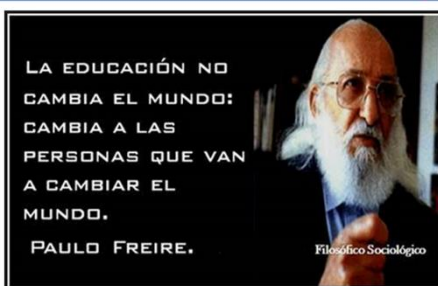 LA EDUCACIÓN NO
CAMBIA EL MUNDO:
CAMBIA A LAS
PERSONAS QUE VAN
A CAMBIAR EL
MUNDO.
PAULO FREIRE.
Filosófico Sociológico